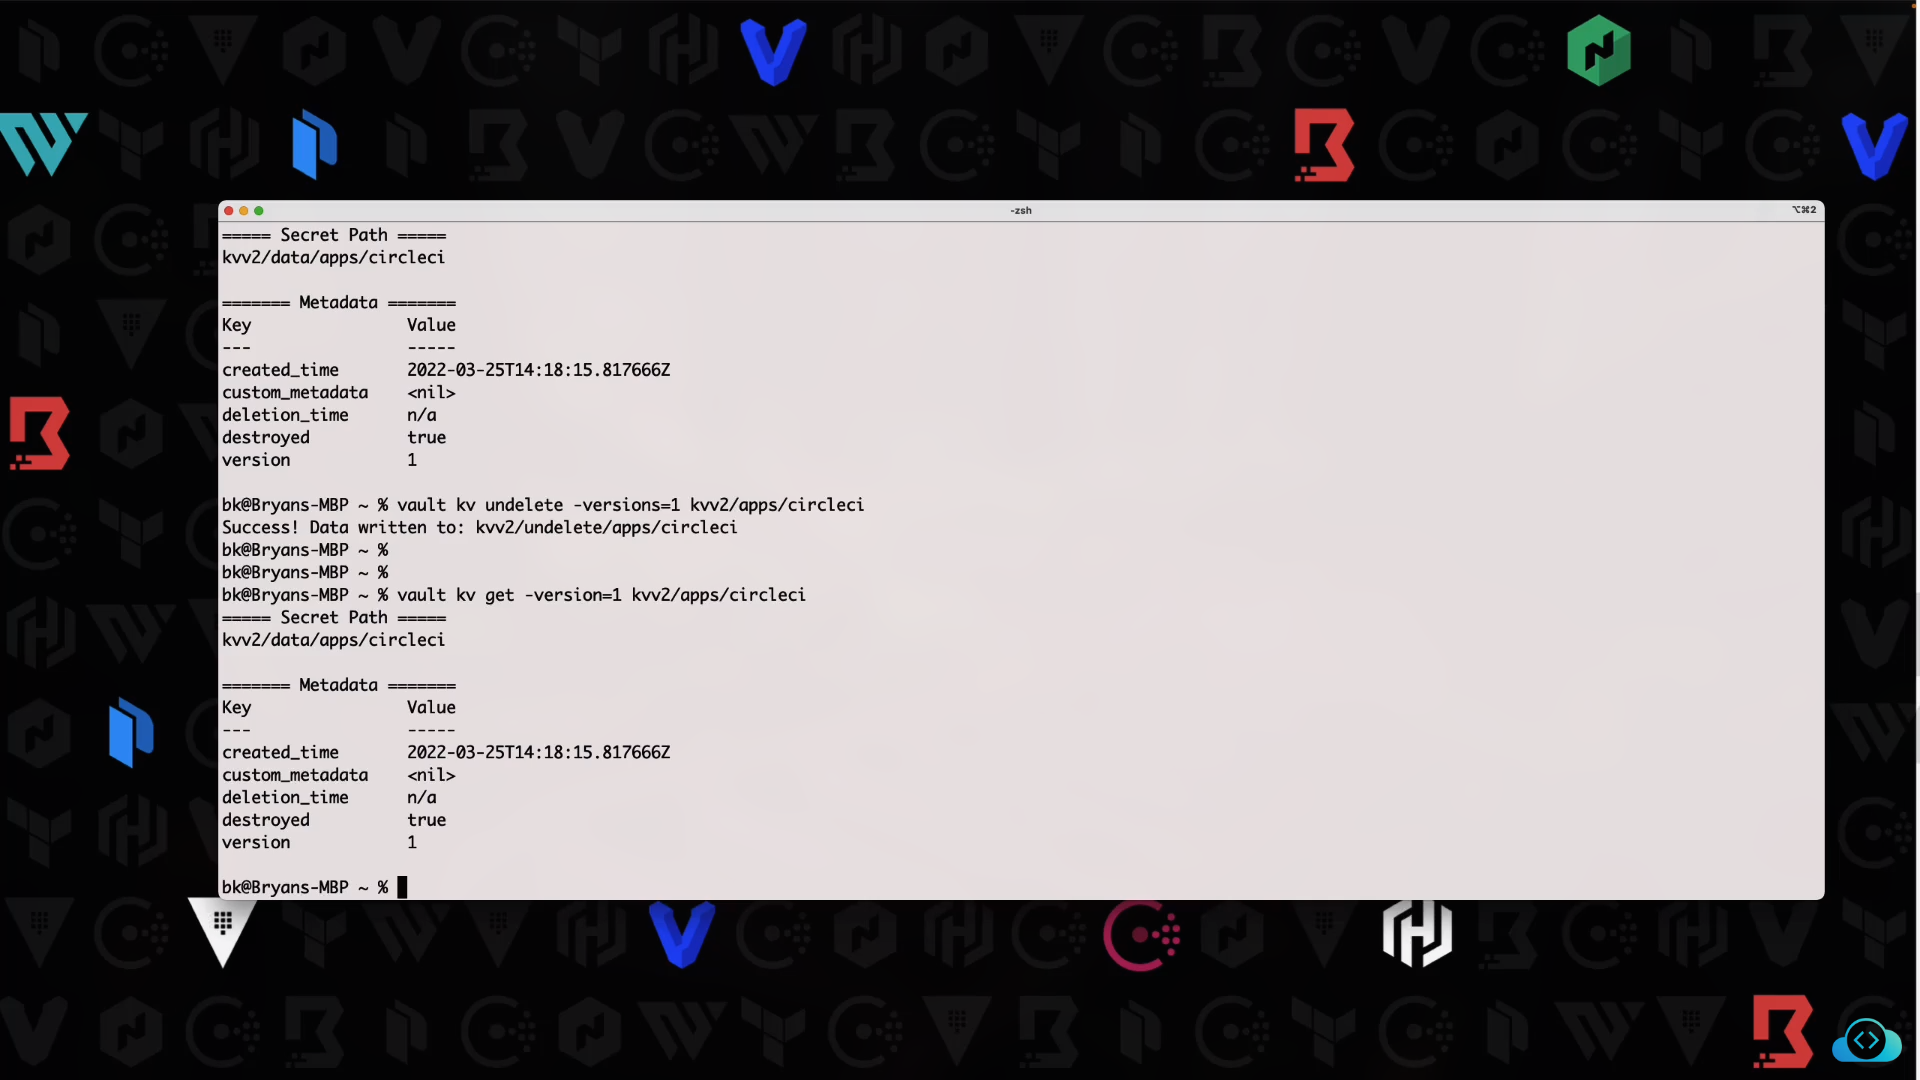 -zsh
⌥⌘2
===== Secret Path =====
kvv2/data/apps/circleci
======= Metadata =======
Key                Value
---                -----
created_time       2022-03-25T14:18:15.817666Z
custom_metadata    <nil>
deletion_time      n/a
destroyed          true
version            1
bk@Bryans-MBP ~ % vault kv undelete -versions=1 kvv2/apps/circleci
Success! Data written to: kvv2/undelete/apps/circleci
bk@Bryans-MBP ~ %
bk@Bryans-MBP ~ %
bk@Bryans-MBP ~ % vault kv get -version=1 kvv2/apps/circleci
===== Secret Path =====
kvv2/data/apps/circleci
======= Metadata =======
Key                Value
---                -----
created_time       2022-03-25T14:18:15.817666Z
custom_metadata    <nil>
deletion_time      n/a
destroyed          true
version            1
bk@Bryans-MBP ~ %